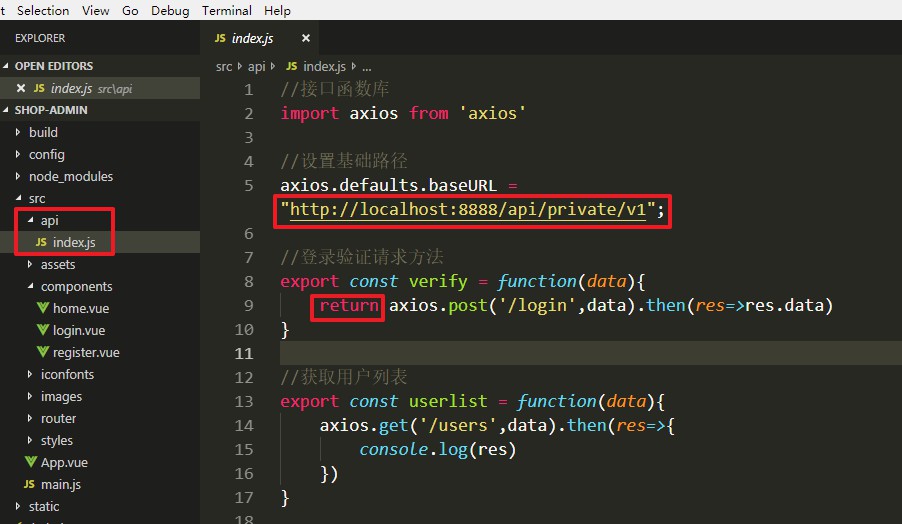 t Selection View Go Debug Terminal Help
EXPLORER
JS index.js ×
OPEN EDITORS
× JS index.js src\api
SHOP-ADMIN
build
config
node_modules
src
api
JS index.js
assets
components
home.vue
login.vue
register.vue
iconfonts
images
router
styles
App.vue
JS main.js
static
src api JS index.js ...
1 //接口函数库
2 import axios from 'axios'
3
4 //设置基础路径
5 axios.defaults.baseURL =
"http://localhost:8888/api/private/v1";
6
7 //登录验证请求方法
8 export const verify = function(data){
9 return axios.post('/login',data).then(res=>res.data)
10 }
11
12 //获取用户列表
13 export const userlist = function(data){
14 axios.get('/users',data).then(res=>{
15 console.log(res)
16 })
17 }
18